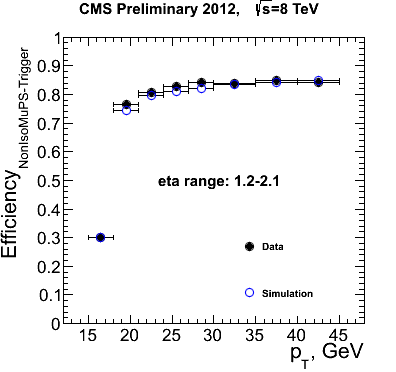 CMS Preliminary 2012, √s=8 TeV
Efficiency NonIsoMuPS-Trigger
1
0.9
0.8
0.7
0.6
0.5
0.4
0.3
0.2
0.1
0
eta range: 1.2-2.1
Data
Simulation
15 20 25 30 35 40 45
p_T, GeV